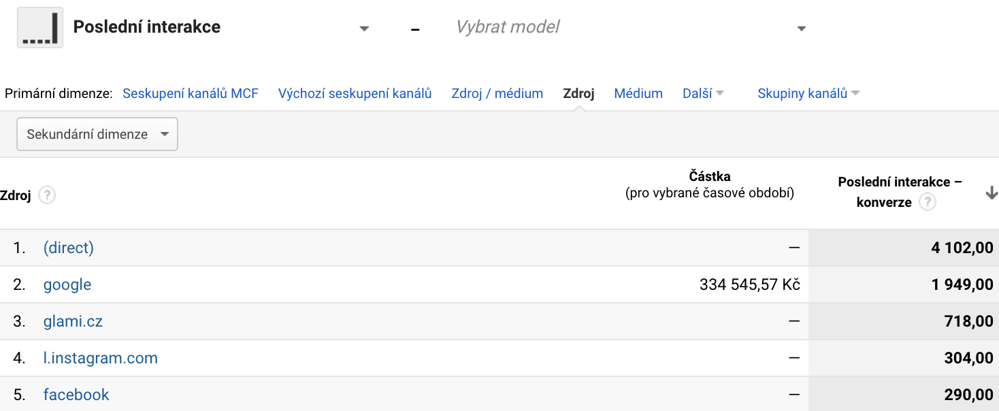 Poslední interakce – Vybrat model
Primární dimenze: Seskupení kanálů MCF Výchozí seskupení kanálů Zdroj / médium Zdroj Médium Další Skupiny kanálů
Sekundární dimenze
Zdroj ? Částka (pro vybrané časové období) Poslední interakce – konverze ?
1. (direct) — 4 102,00
2. google 334 545,57 Kč 1 949,00
3. glami.cz — 718,00
4. l.instagram.com — 304,00
5. facebook — 290,00